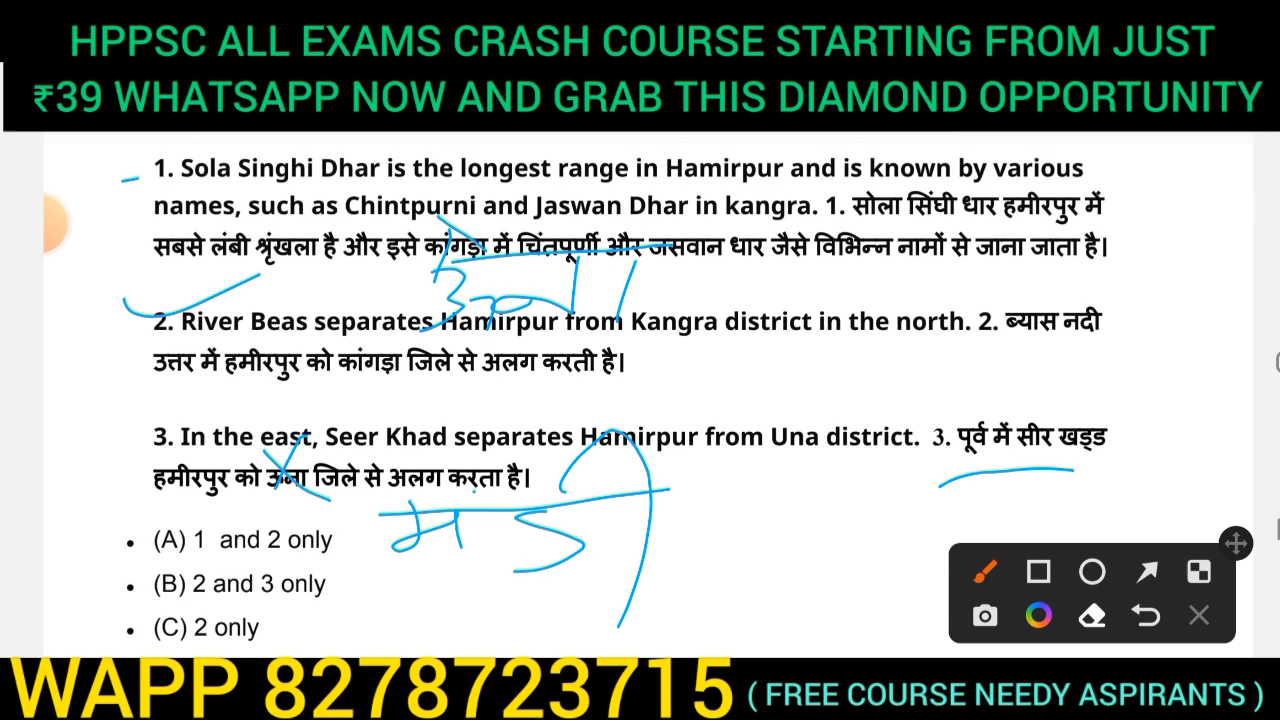 HPPSC ALL EXAMS CRASH COURSE STARTING FROM JUST
₹39 WHATSAPP NOW AND GRAB THIS DIAMOND OPPORTUNITY
1. Sola Singhi Dhar is the longest range in Hamirpur and is known by various
names, such as Chintpurni and Jaswan Dhar in kangra. 1. सोला सिंघी धार हमीरपुर में
सबसे लंबी श्रृंखला है और इसे कांगड़ा में चिंतपूर्णी और जसवान धार जैसे विभिन्न नामों से जाना जाता है।
ऊना
2. River Beas separates Hamirpur from Kangra district in the north. 2. ब्यास नदी
उत्तर में हमीरपुर को कांगड़ा जिले से अलग करती है।
3. In the east, Seer Khad separates Hamirpur from Una district. 3. पूर्व में सीर खड्ड
हमीरपुर को ऊना जिले से अलग करता है।
मंडी
(A) 1 and 2 only
(B) 2 and 3 only
(C) 2 only
WAPP 8278723715 ( FREE COURSE NEEDY ASPIRANTS )